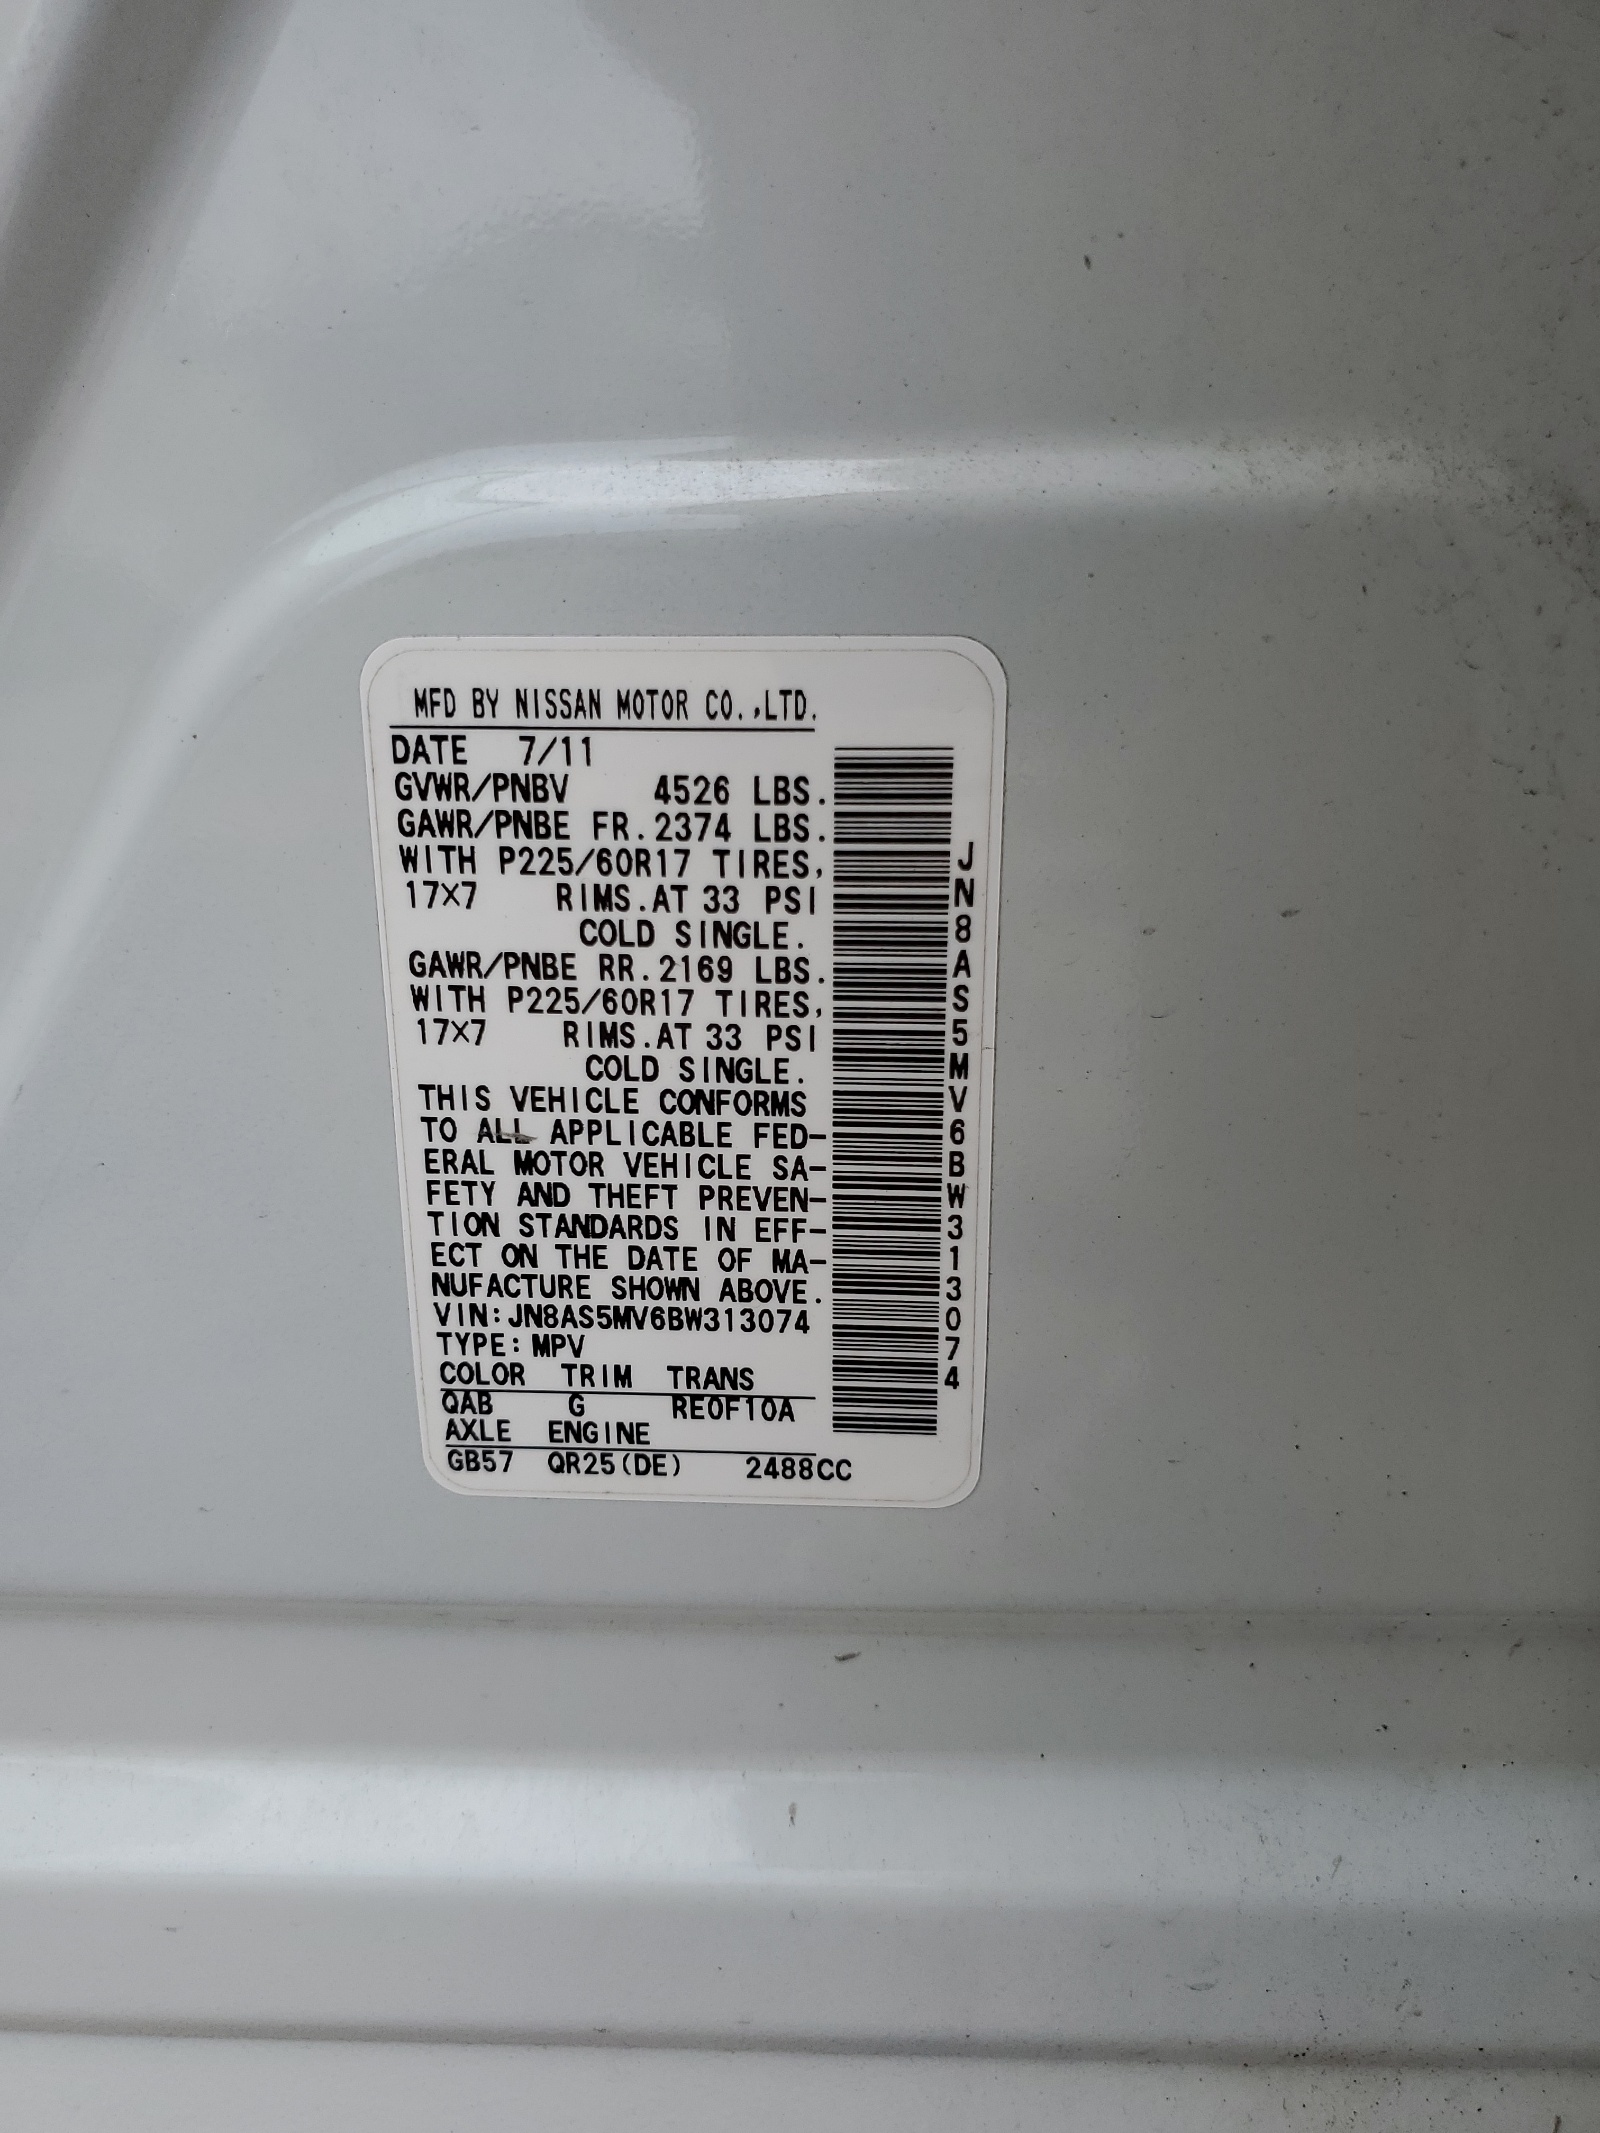 MFD BY NISSAN MOTOR CO.,LTD.
DATE 7/11
GVWR/PNBV 4526 LBS.
GAWR/PNBE FR.2374 LBS.
WITH P225/60R17 TIRES,
17X7 RIMS.AT 33 PSI
COLD SINGLE.
GAWR/PNBE RR.2169 LBS.
WITH P225/60R17 TIRES,
17X7 RIMS.AT 33 PSI
COLD SINGLE.
THIS VEHICLE CONFORMS
TO ALL APPLICABLE FED-
ERAL MOTOR VEHICLE SA-
FETY AND THEFT PREVEN-
TION STANDARDS IN EFF-
ECT ON THE DATE OF MA-
NUFACTURE SHOWN ABOVE.
VIN:JN8AS5MV6BW313074
TYPE:MPV
COLOR TRIM TRANS
QAB G RE0F10A
AXLE ENGINE
GB57 QR25(DE) 2488CC
JN8AS5MV6BW313074